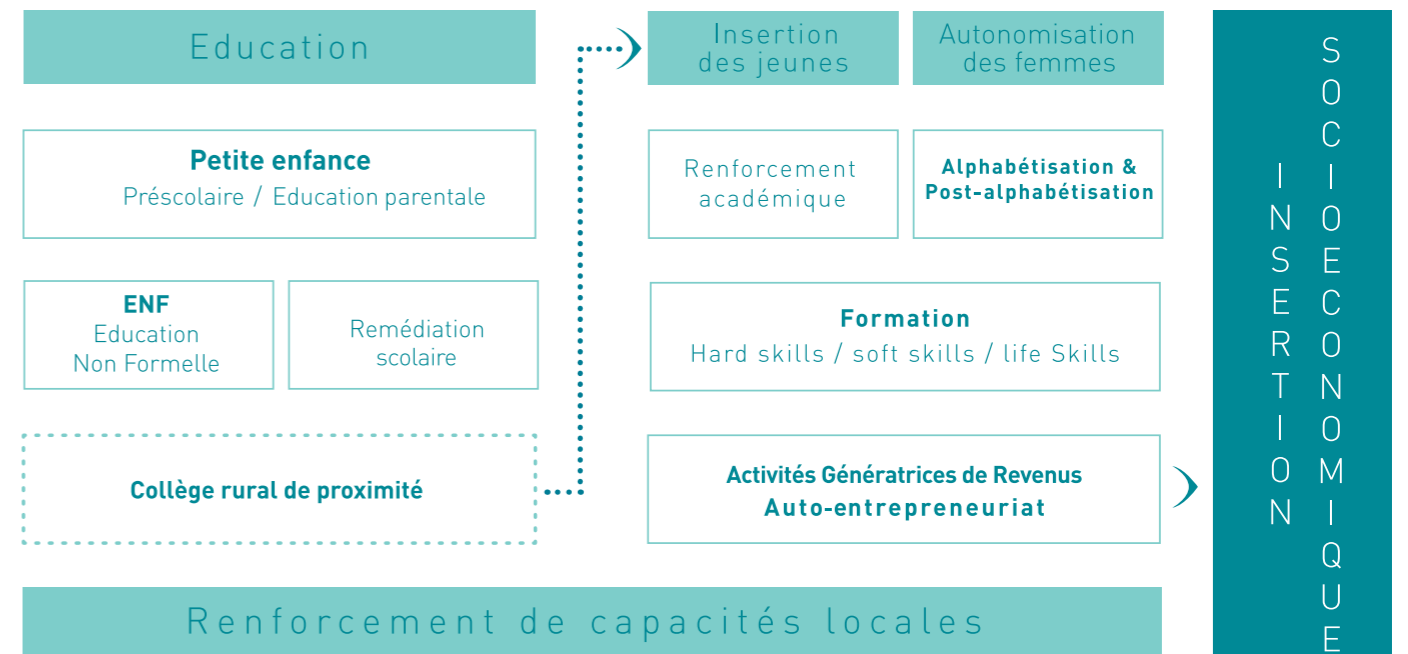 Education
Petite enfance
Préscolaire / Education parentale
ENF
Education
Non Formelle
Remédiation
scolaire
Collège rural de proximité
Insertion
des jeunes
Autonomisation
des femmes
Renforcement
académique
Alphabétisation &
Post-alphabétisation
Formation
Hard skills / soft skills / life Skills
Activités Génératrices de Revenus
Auto-entrepreneuriat
Renforcement de capacités locales
INSERTION
SOCIOECONOMIQUE